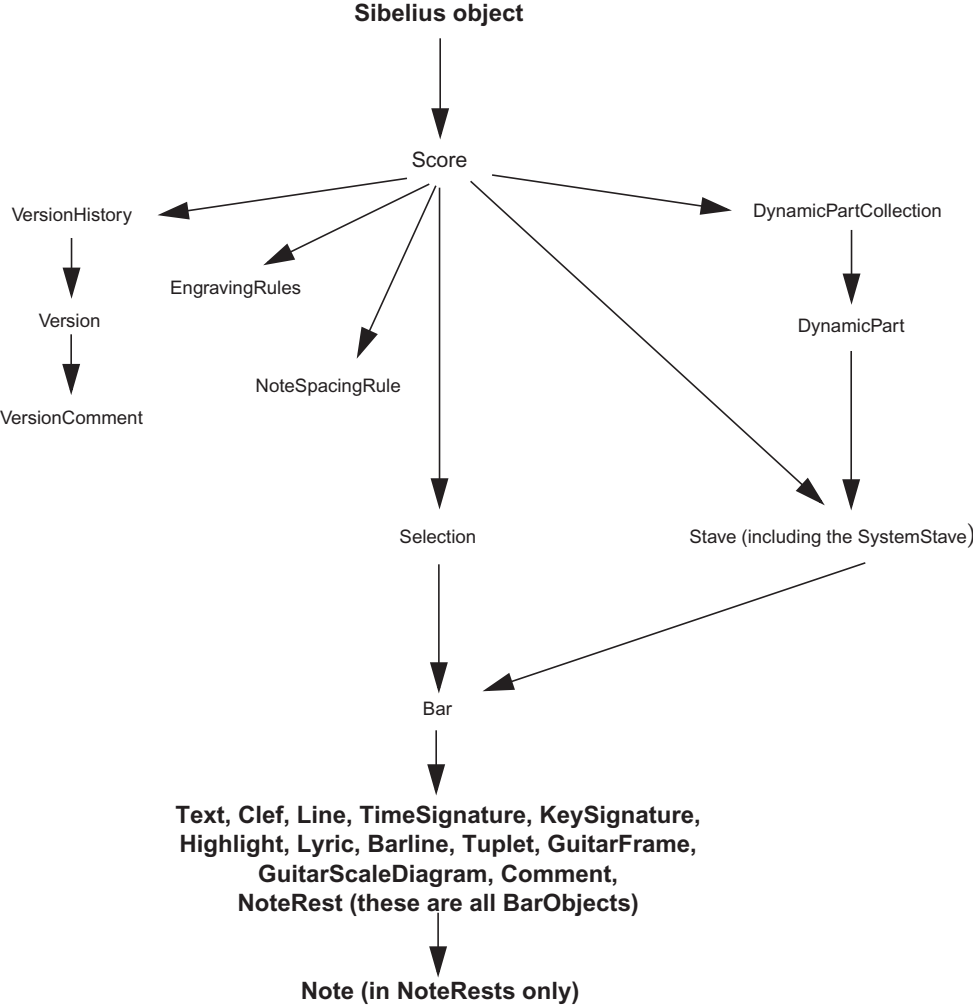 Sibelius object
Score
VersionHistory
DynamicPartCollection
EngravingRules
Version
DynamicPart
NoteSpacingRule
VersionComment
Selection
Stave (including the SystemStave)
Bar
Text, Clef, Line, TimeSignature, KeySignature,
Highlight, Lyric, Barline, Tuplet, GuitarFrame,
GuitarScaleDiagram, Comment,
NoteRest (these are all BarObjects)
Note (in NoteRests only)